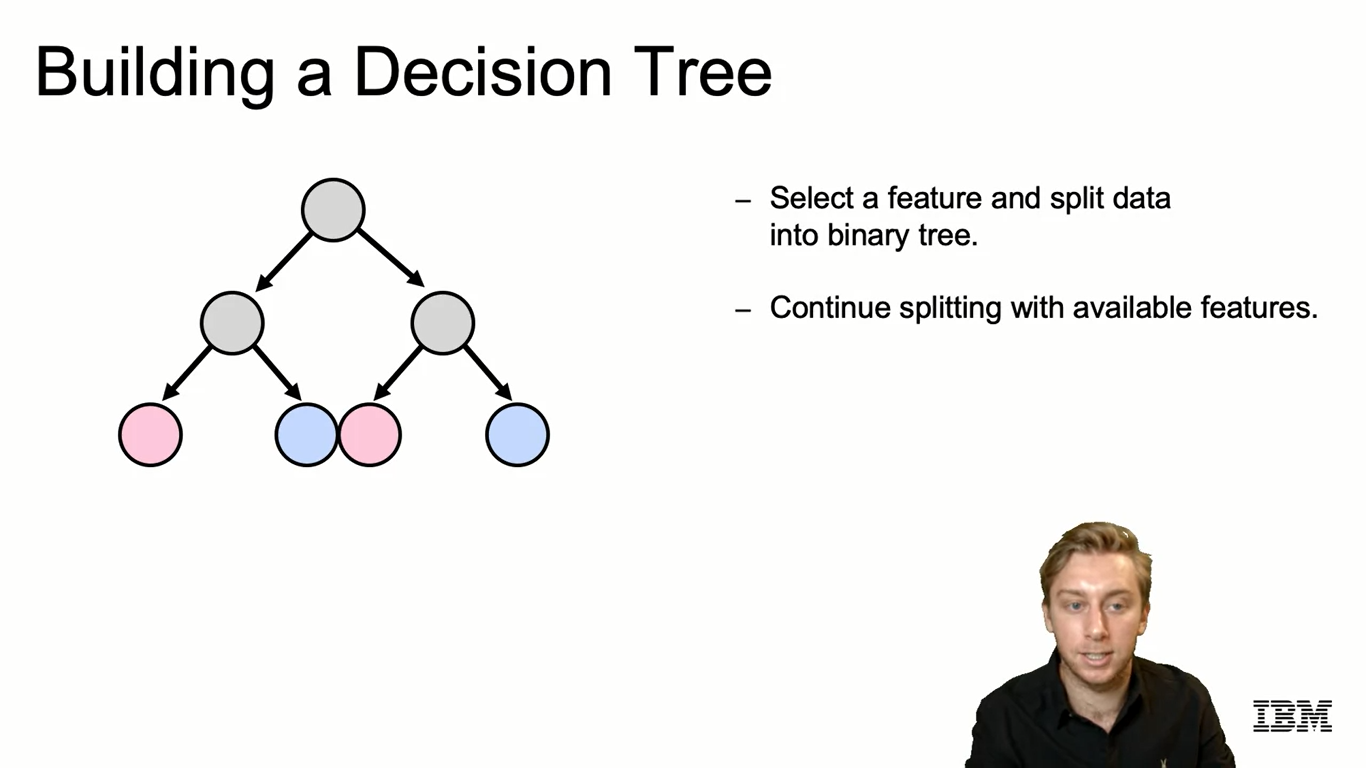 Building a Decision Tree
– Select a feature and split data
into binary tree.
– Continue splitting with available features.
IBM